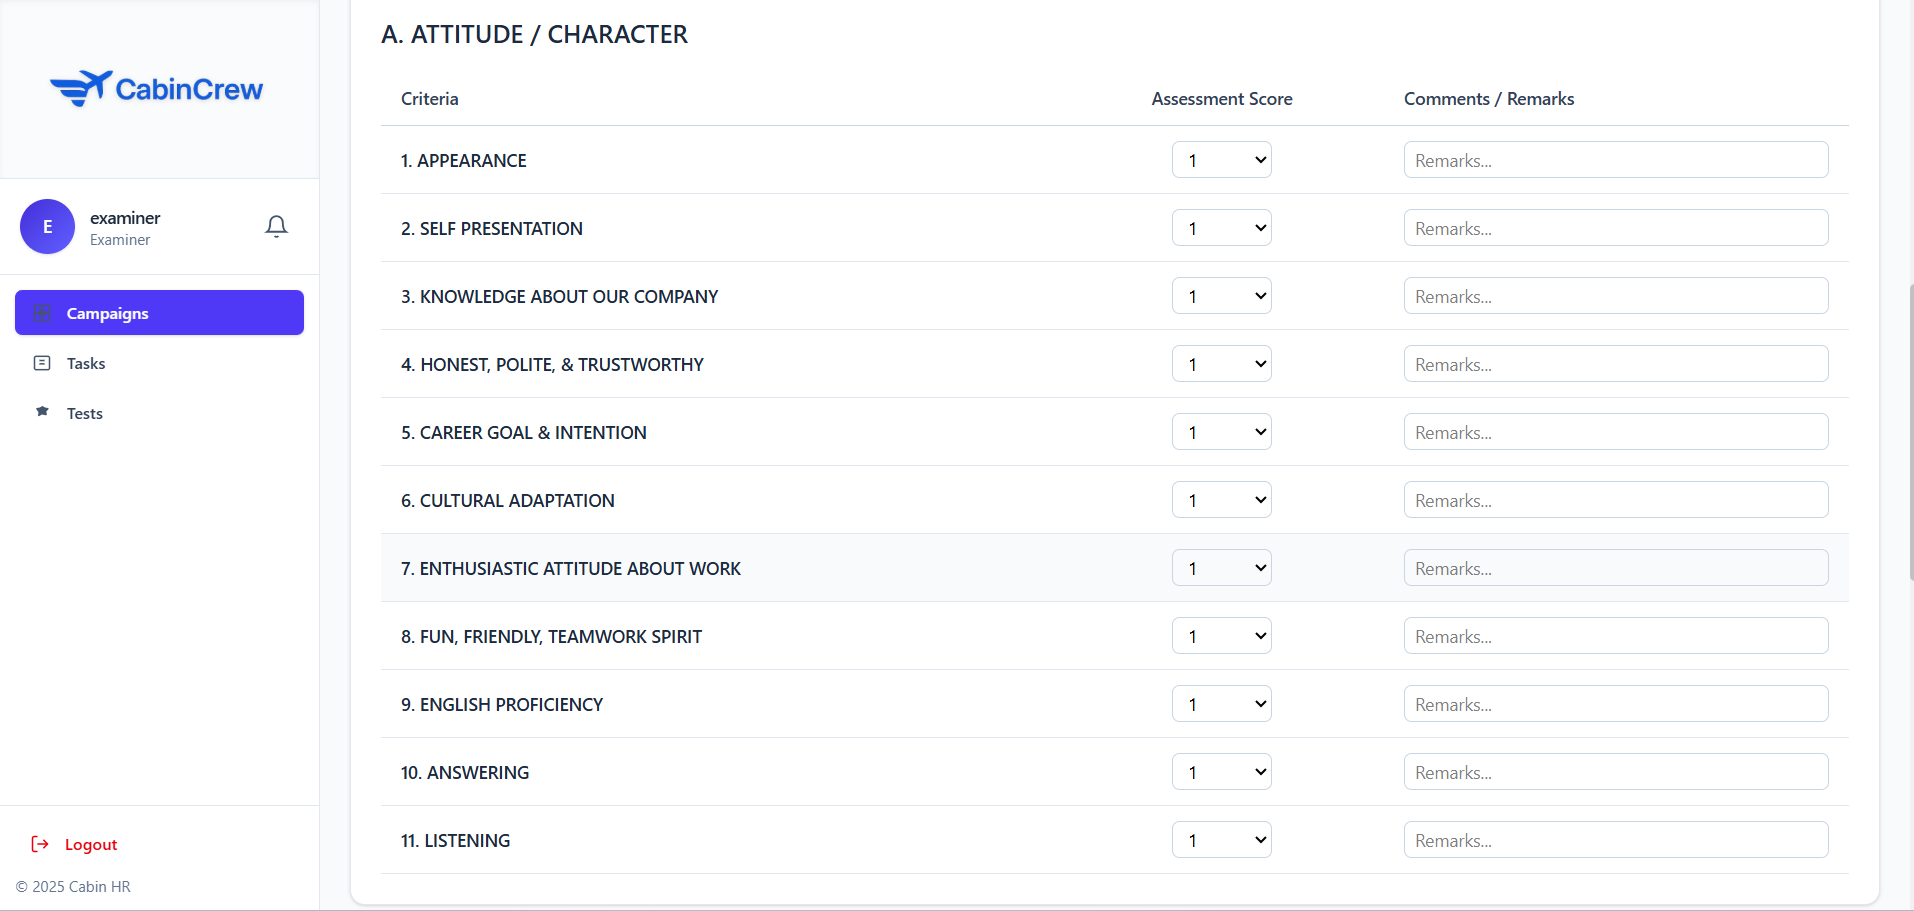 CabinCrew
E
examiner
Examiner
Campaigns
Tasks
Tests
Logout
© 2025 Cabin HR
A. ATTITUDE / CHARACTER
Criteria Assessment Score Comments / Remarks
1. APPEARANCE 1 Remarks...
2. SELF PRESENTATION 1 Remarks...
3. KNOWLEDGE ABOUT OUR COMPANY 1 Remarks...
4. HONEST, POLITE, & TRUSTWORTHY 1 Remarks...
5. CAREER GOAL & INTENTION 1 Remarks...
6. CULTURAL ADAPTATION 1 Remarks...
7. ENTHUSIASTIC ATTITUDE ABOUT WORK 1 Remarks...
8. FUN, FRIENDLY, TEAMWORK SPIRIT 1 Remarks...
9. ENGLISH PROFICIENCY 1 Remarks...
10. ANSWERING 1 Remarks...
11. LISTENING 1 Remarks...